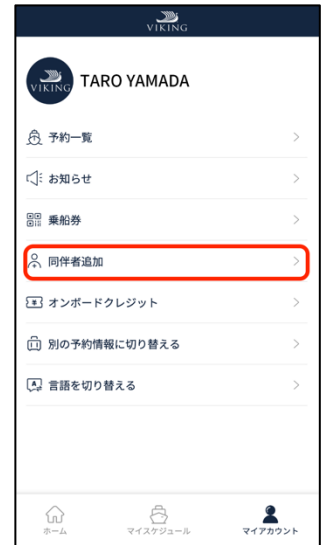 VIKING
VIKING
TARO YAMADA
予約一覧
お知らせ
乗船券
同伴者追加
オンボードクレジット
別の予約情報に切り替える
言語を切り替える
ホーム
マイスケジュール
マイアカウント